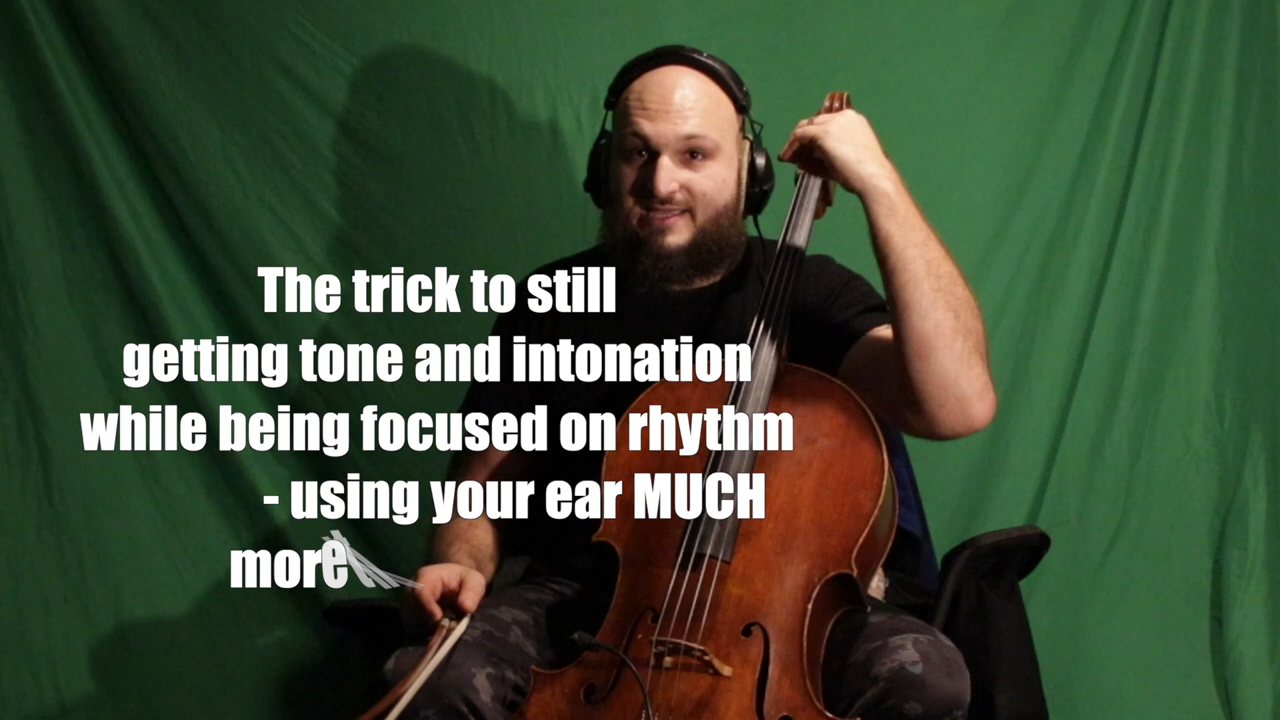 The trick to still
getting tone and intonation
while being focused on rhythm
- using your ear MUCH
more